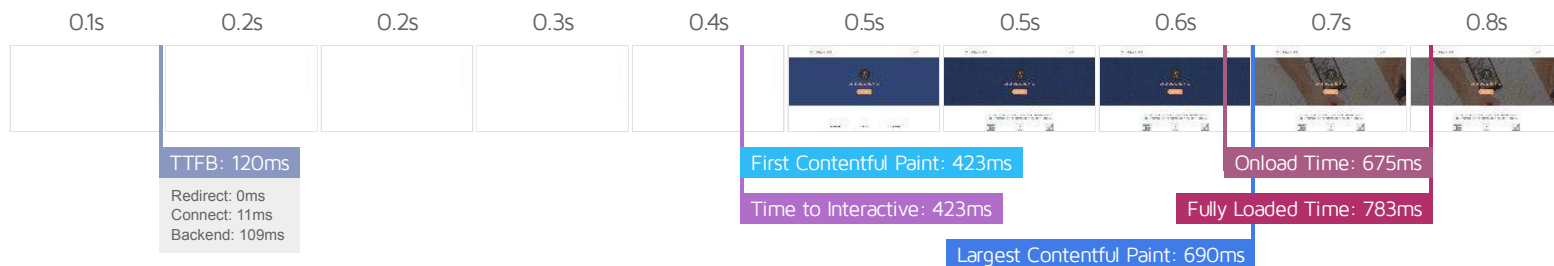 0.1s
0.2s
0.2s
0.3s
0.4s
0.5s
0.5s
0.6s
0.7s
0.8s
TTFB: 120ms
Redirect: 0ms
Connect: 11ms
Backend: 109ms
First Contentful Paint: 423ms
Time to Interactive: 423ms
Onload Time: 675ms
Fully Loaded Time: 783ms
Largest Contentful Paint: 690ms